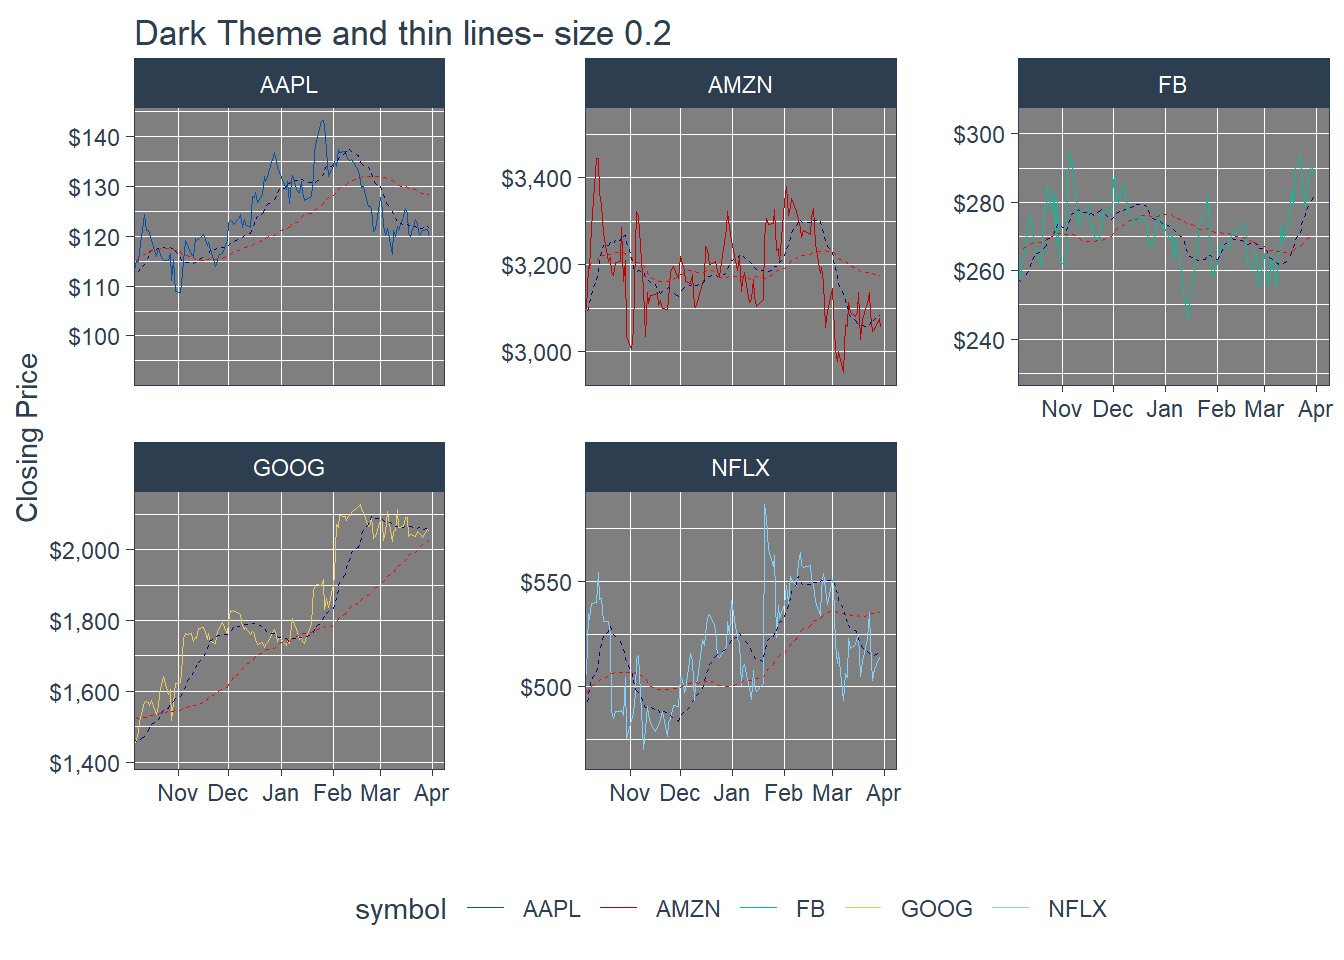 Dark Theme and thin lines- size 0.2
AAPL
AMZN
FB
$140
$130
$120
$110
$100
$3,400
$3,200
$3,000
$300
$280
$260
$240
Nov Dec Jan Feb Mar Apr
Closing Price
GOOG
NFLX
$2,000
$1,800
$1,600
$1,400
Nov Dec Jan Feb Mar Apr
$550
$500
Nov Dec Jan Feb Mar Apr
symbol AAPL AMZN FB GOOG NFLX